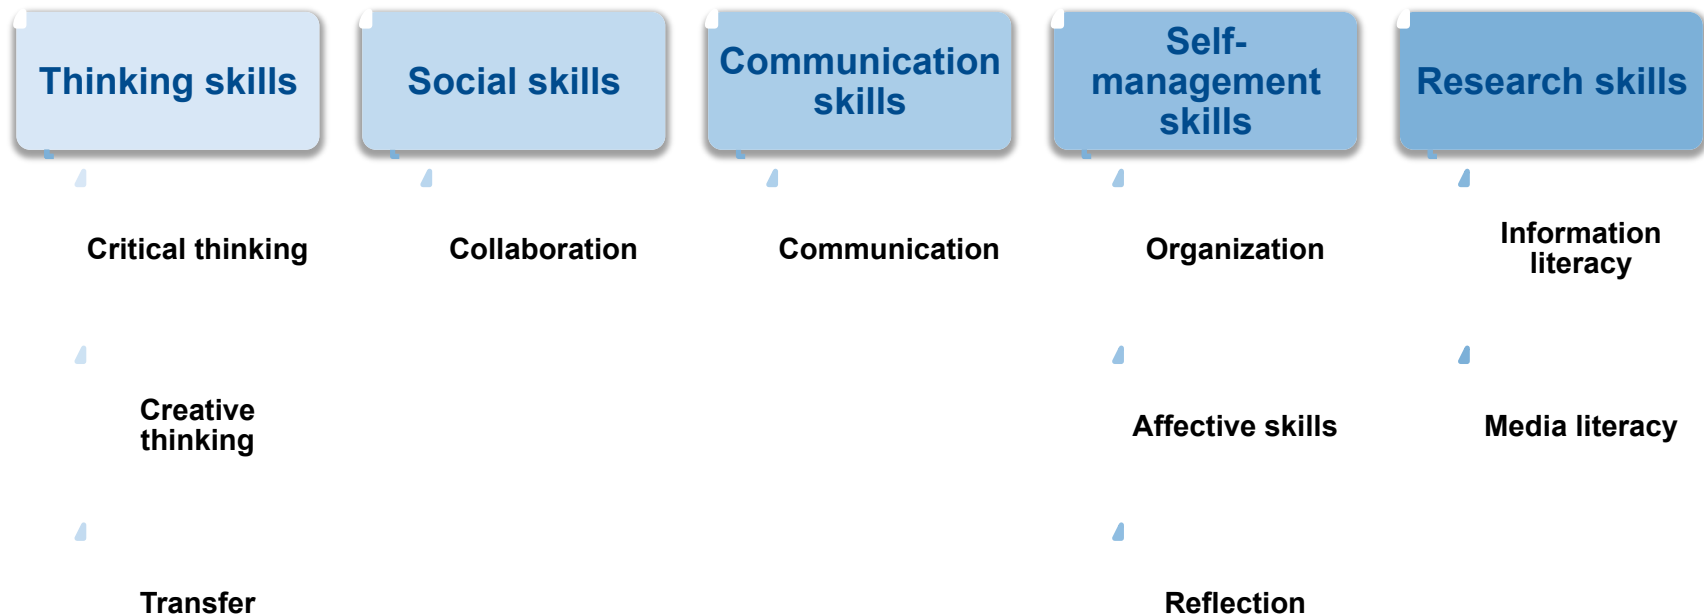 Thinking skills
Social skills
Communication
skills
Self-
management
skills
Research skills
Critical thinking
Collaboration
Communication
Organization
Information
literacy
Creative
thinking
Affective skills
Media literacy
Transfer
Reflection